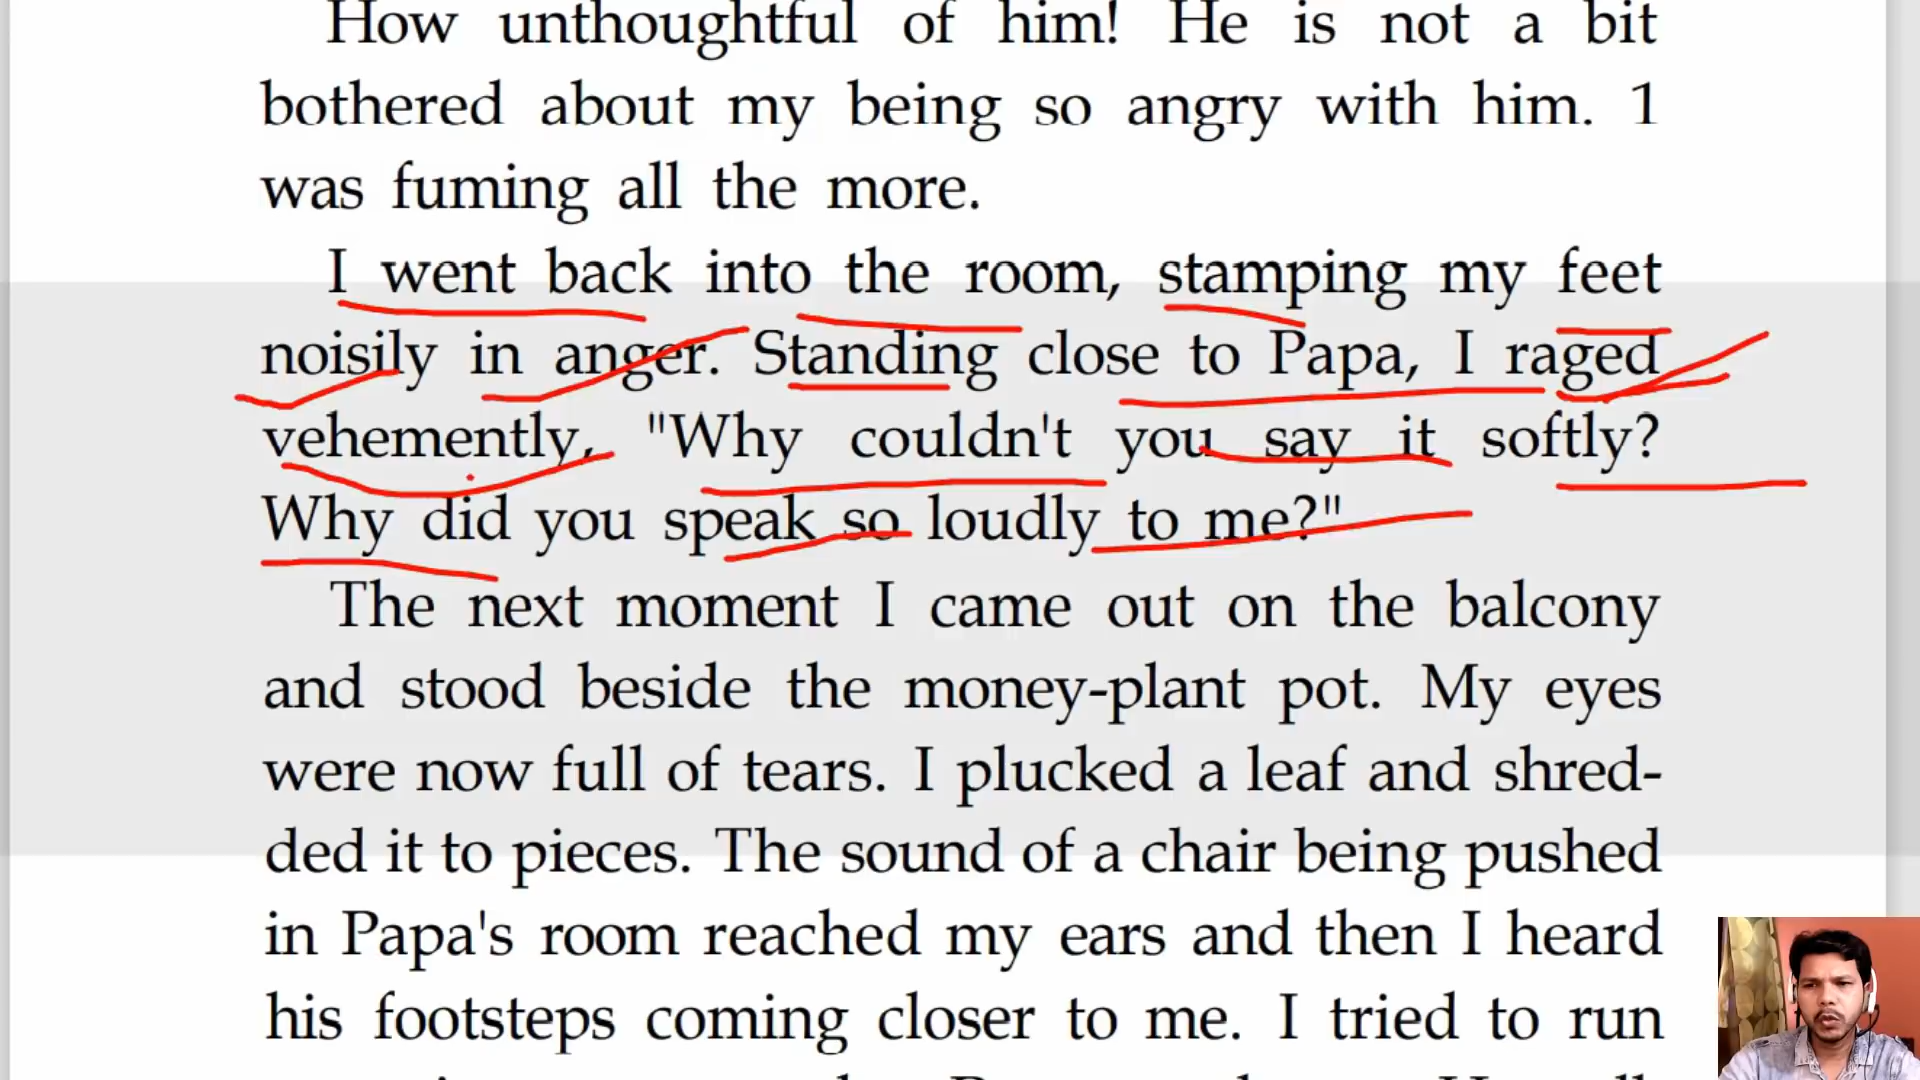 How unthoughtful of him! He is not a bit
bothered about my being so angry with him. 1
was fuming all the more.
I went back into the room, stamping my feet
noisily in anger. Standing close to Papa, I raged
vehemently, "Why couldn't you say it softly?
Why did you speak so loudly to me?"
The next moment I came out on the balcony
and stood beside the money-plant pot. My eyes
were now full of tears. I plucked a leaf and shred-
ded it to pieces. The sound of a chair being pushed
in Papa's room reached my ears and then I heard
his footsteps coming closer to me. I tried to run